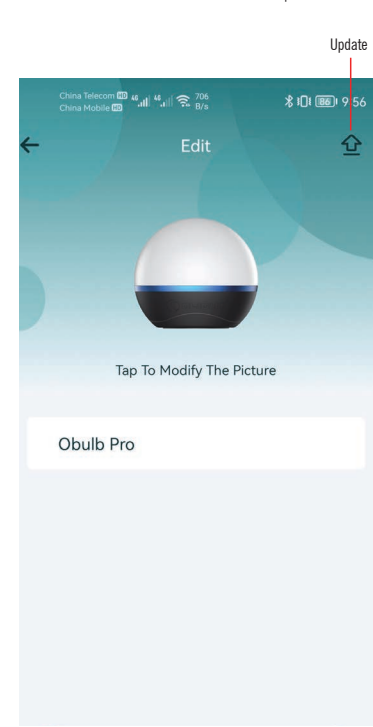 Update
China Telecom HD 4G 4G 706
China Mobile HD B/s 86 9:56
Edit
Tap To Modify The Picture
Obulb Pro